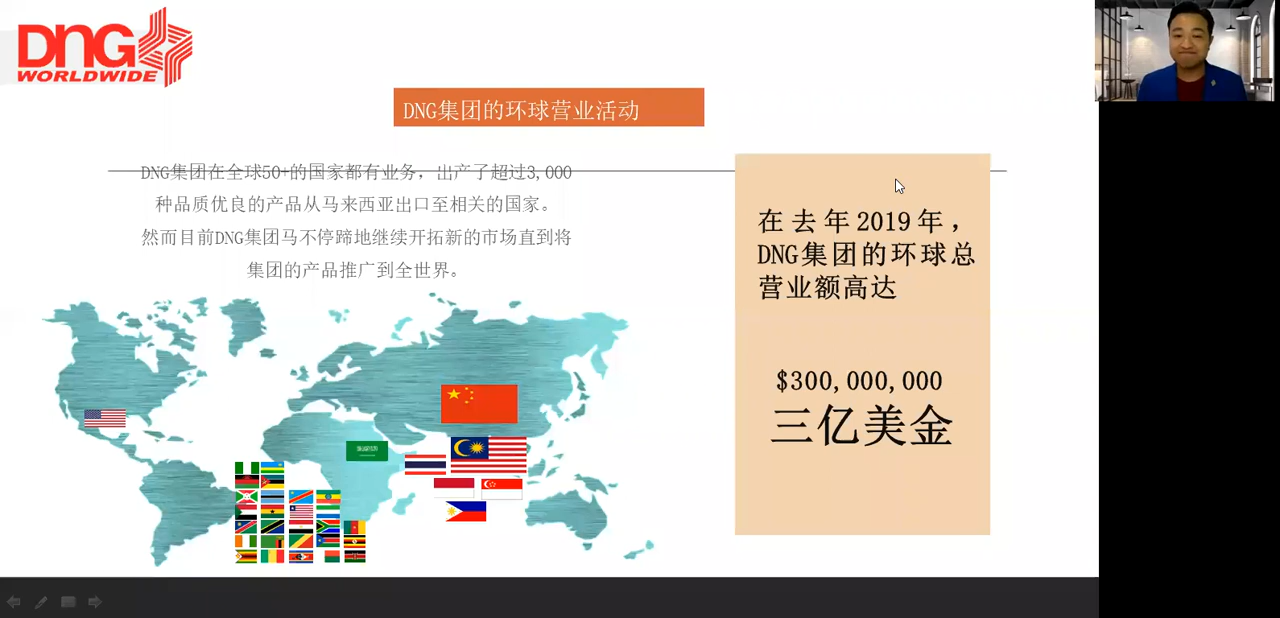 DNG
WORLDWIDE
DNG集团的环球营业活动
DNG集团在全球50+的国家都有业务，出产了超过3,000
种品质优良的产品从马来西亚出口至相关的国家。
然而目前DNG集团马不停蹄地继续开拓新的市场直到将
集团的产品推广到全世界。
在去年2019年，
DNG集团的环球总
营业额高达
$300,000,000
三亿美金